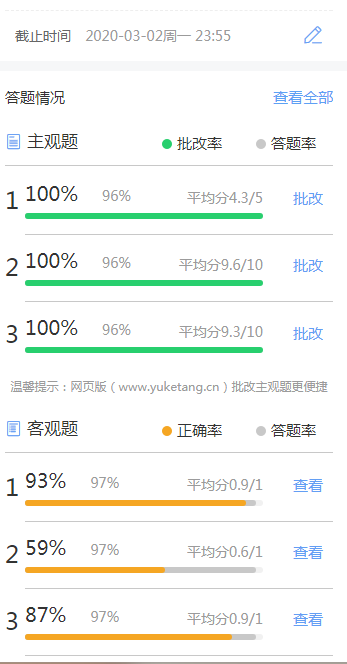 截止时间 2020-03-02周一 23:55
答题情况 查看全部
主观题 批改率 答题率
1 100% 96% 平均分4.3/5 批改
2 100% 96% 平均分9.6/10 批改
3 100% 96% 平均分9.3/10 批改
温馨提示：网页版（www.yuketang.cn）批改主观题更便捷
客观题 正确率 答题率
1 93% 97% 平均分0.9/1 查看
2 59% 97% 平均分0.6/1 查看
3 87% 97% 平均分0.9/1 查看